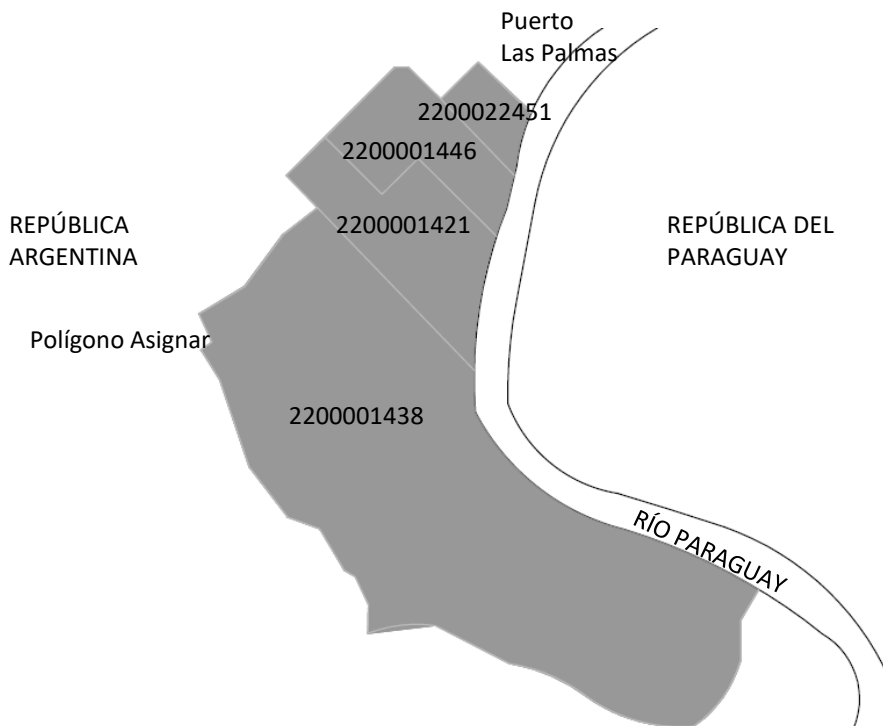 Puerto
Las Palmas
2200022451
2200001446
2200001421
REPÚBLICA
ARGENTINA
REPÚBLICA DEL
PARAGUAY
Polígono Asignar
2200001438
RÍO PARAGUAY